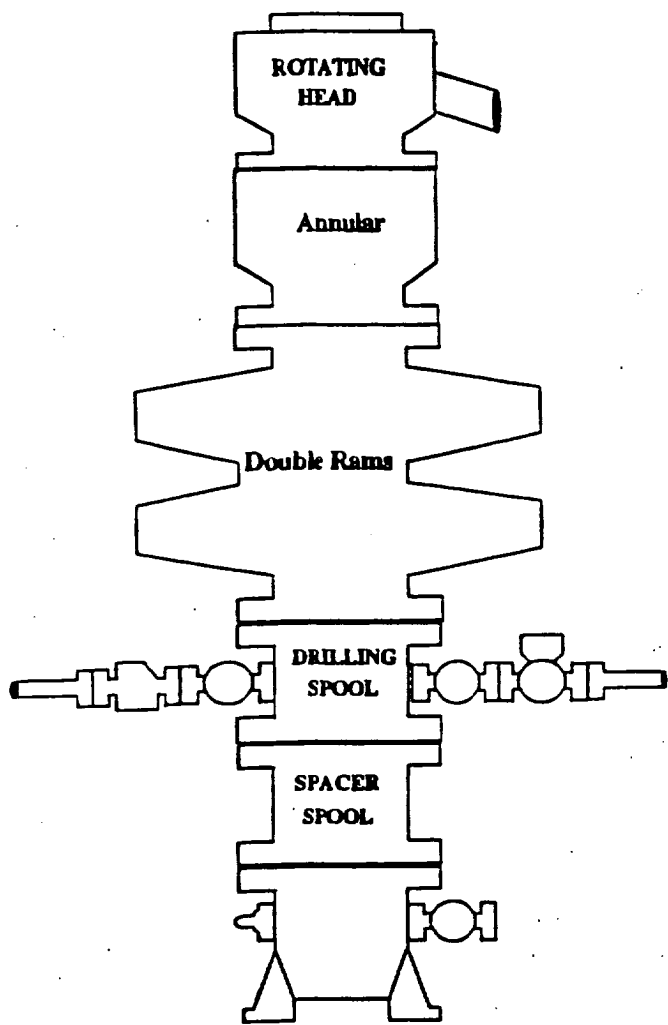 ROTATING
HEAD
Annular
Double Rams
DRILLING
SPOOL
SPACER
SPOOL